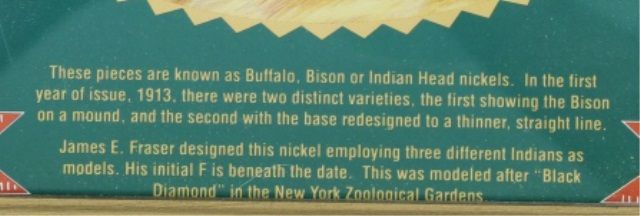 These pieces are known as Buffalo, Bison or Indian Head nickels. In the first
year of issue, 1913, there were two distinct varieties, the first showing the Bison
on a mound, and the second with the base redesigned to a thinner, straight line.
James E. Fraser designed this nickel employing three different Indians as
models. His initial F is beneath the date. This was modeled after "Black
Diamond" in the New York Zoological Gardens